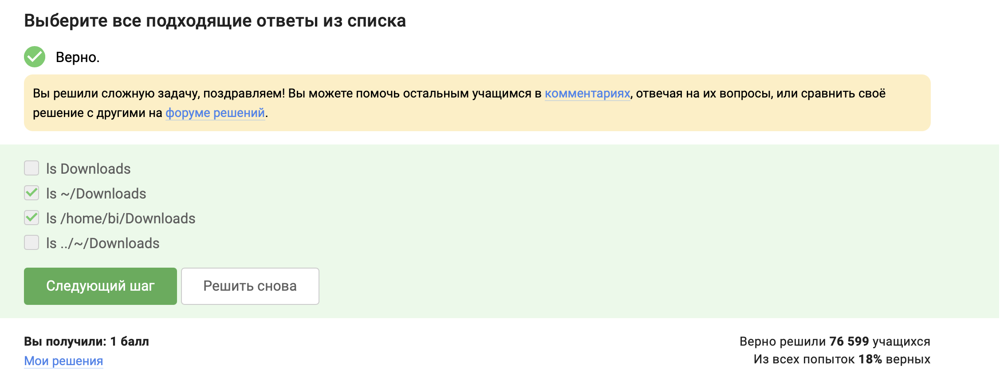 Выберите все подходящие ответы из списка
Верно.
Вы решили сложную задачу, поздравляем! Вы можете помочь остальным учащимся в комментариях, отвечая на их вопросы, или сравнить своё
решение с другими на форуме решений.
ls Downloads
ls ~/Downloads
ls /home/bi/Downloads
ls ../~/Downloads
Следующий шаг
Решить снова
Вы получили: 1 балл
Мои решения
Верно решили 76 599 учащихся
Из всех попыток 18% верных